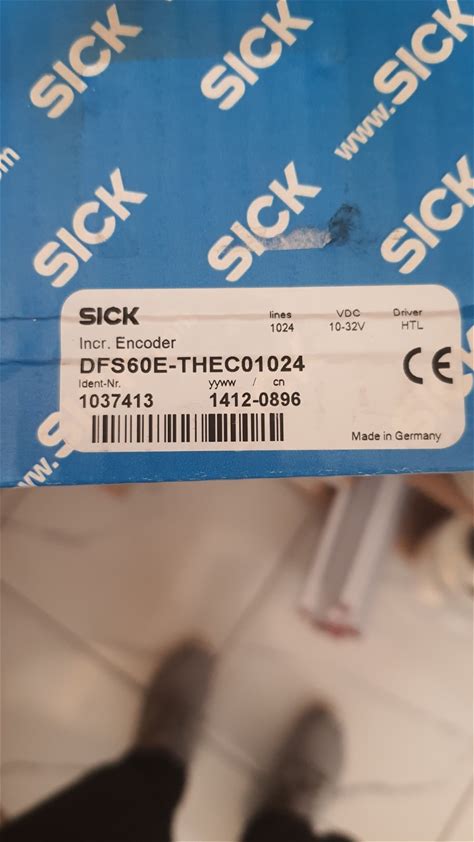 SICK
SICK
www.SICK
SICK
SICK
SICK
SICK
lines VDC Driver
1024 10-32V HTL
Incr. Encoder
DFS60E-THEC01024
CE
Ident-Nr. yyww / cn
1037413 1412-0896
Made in Germany